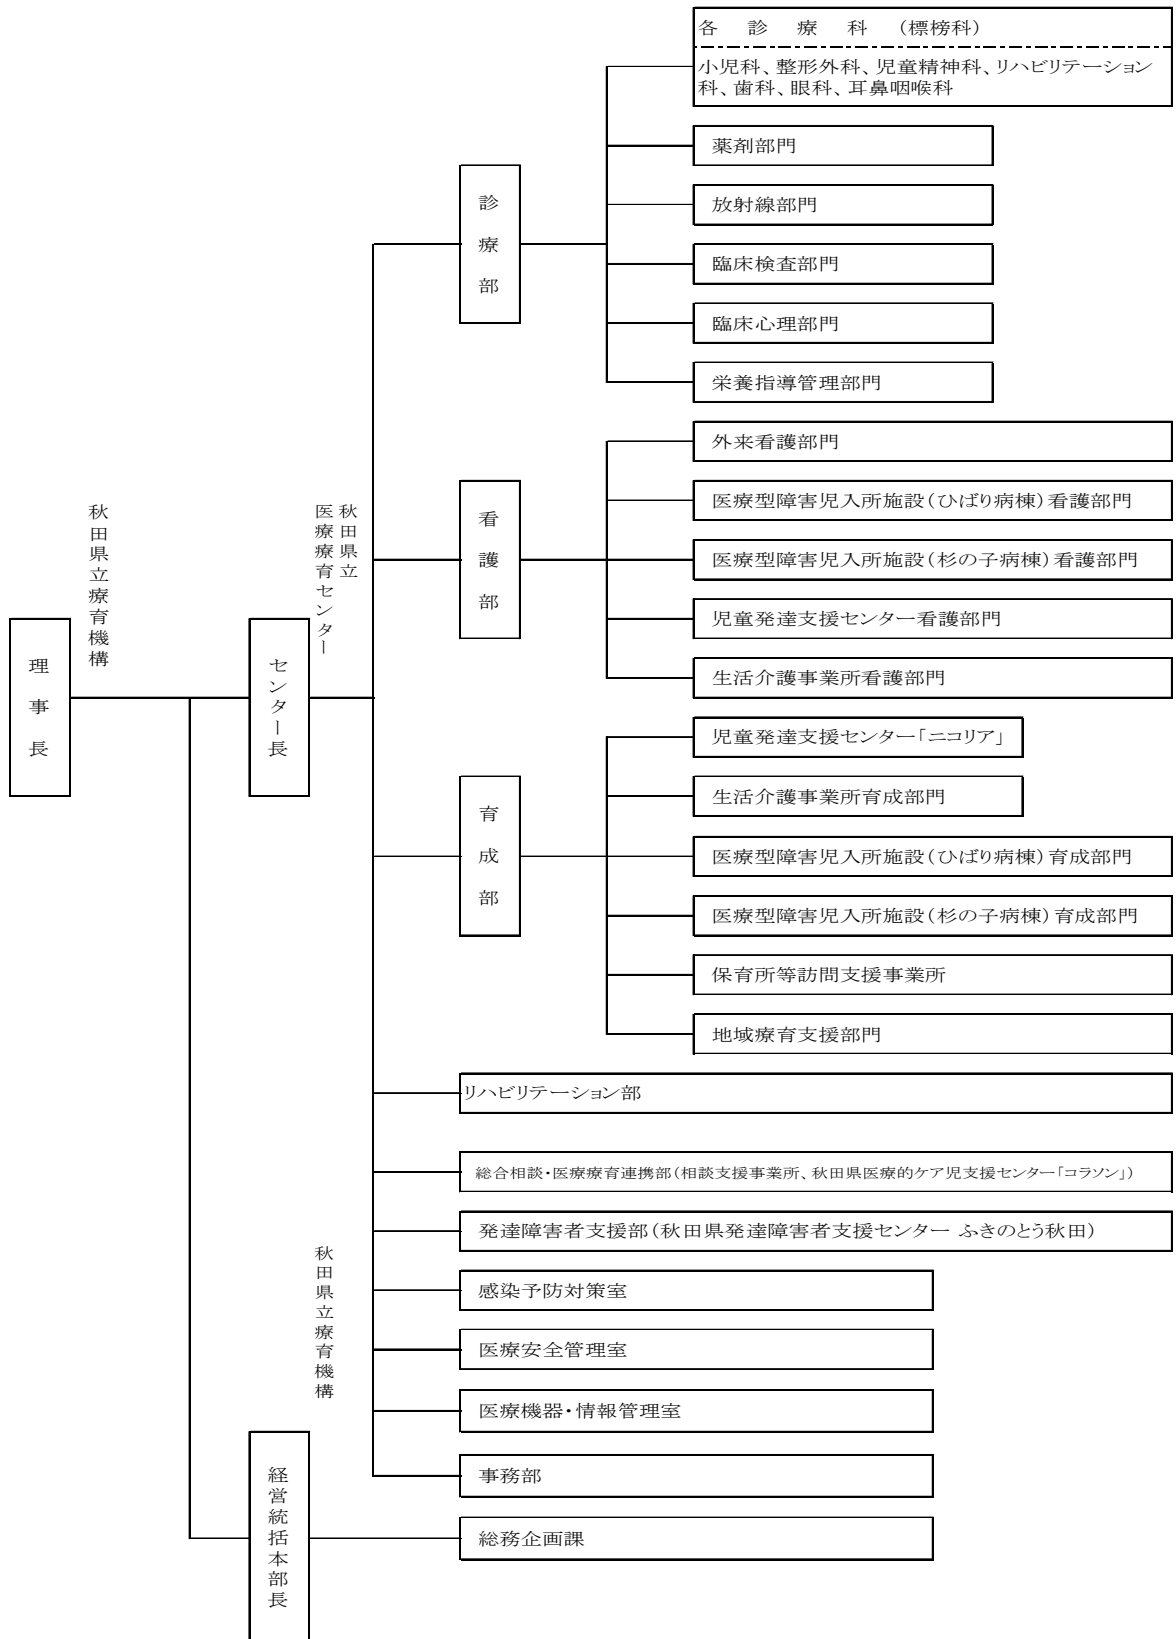 秋田県立療育機構
理事長
秋田県立
医療療育センター
センター長
診療部
各診療科（標榜科）
小児科、整形外科、児童精神科、リハビリテーション
科、歯科、眼科、耳鼻咽喉科
薬剤部門
放射線部門
臨床検査部門
臨床心理部門
栄養指導管理部門
看護部
外来看護部門
医療型障害児入所施設（ひばり病棟）看護部門
医療型障害児入所施設（杉の子病棟）看護部門
児童発達支援センター看護部門
生活介護事業所看護部門
育成部
児童発達支援センター「ニコリア」
生活介護事業所育成部門
医療型障害児入所施設（ひばり病棟）育成部門
医療型障害児入所施設（杉の子病棟）育成部門
保育所等訪問支援事業所
地域療育支援部門
リハビリテーション部
総合相談・医療療育連携部（相談支援事業所、秋田県医療的ケア児支援センター「コラソン」）
発達障害者支援部（秋田県発達障害者支援センター ふきのとう秋田）
感染予防対策室
医療安全管理室
医療機器・情報管理室
事務部
秋田県立療育機構
経営統括本部長
総務企画課